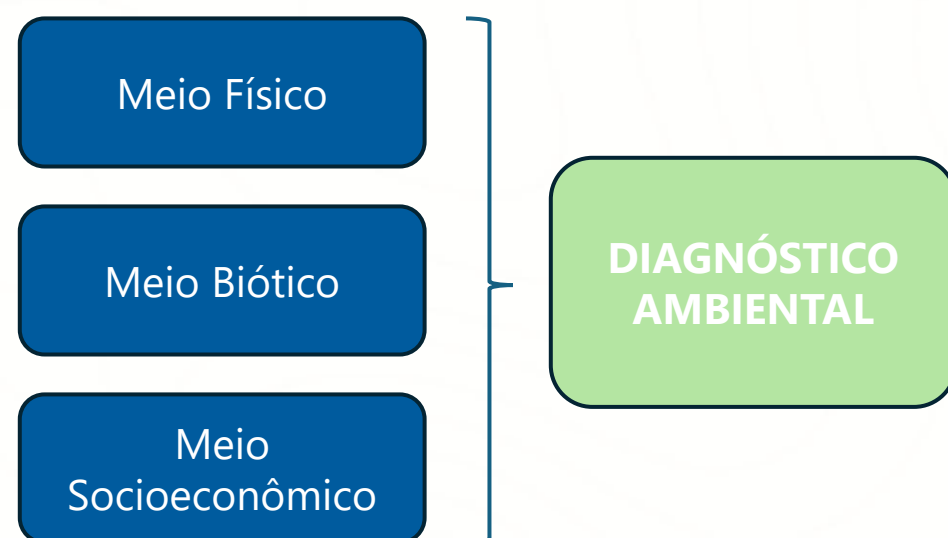 Meio Físico
Meio Biótico
Meio
Socioeconômico
DIAGNÓSTICO
AMBIENTAL